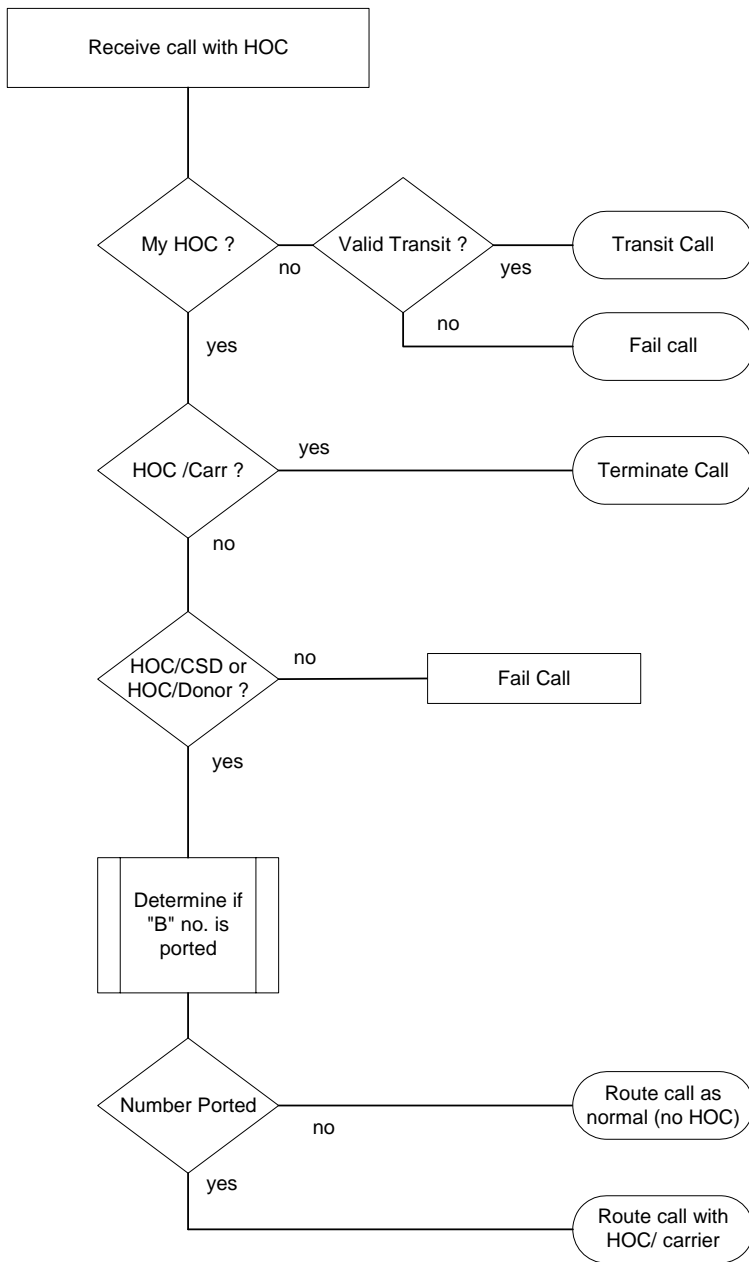 Receive call with HOC
My HOC ?
no
Valid Transit ?
yes
Transit Call
no
Fail call
yes
HOC /Carr ?
yes
Terminate Call
no
HOC/CSD or
HOC/Donor ?
no
Fail Call
yes
Determine if
"B" no. is
ported
Number Ported
no
Route call as
normal (no HOC)
yes
Route call with
HOC/ carrier